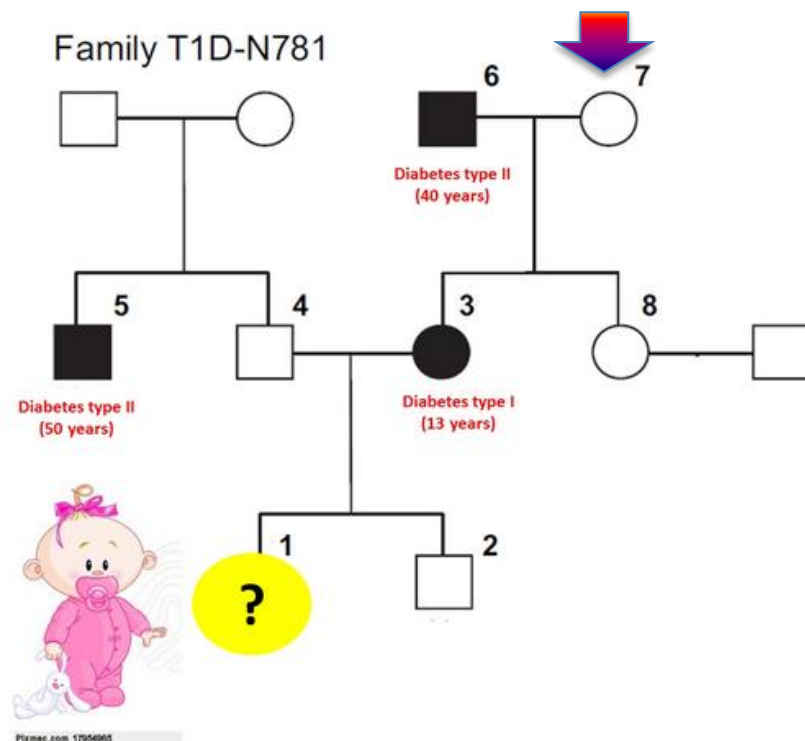 Family T1D-N781
6
7
Diabetes type II
(40 years)
5
4
3
8
Diabetes type II
(50 years)
Diabetes type I
(13 years)
1
2
?
Pixmac.com 17954965